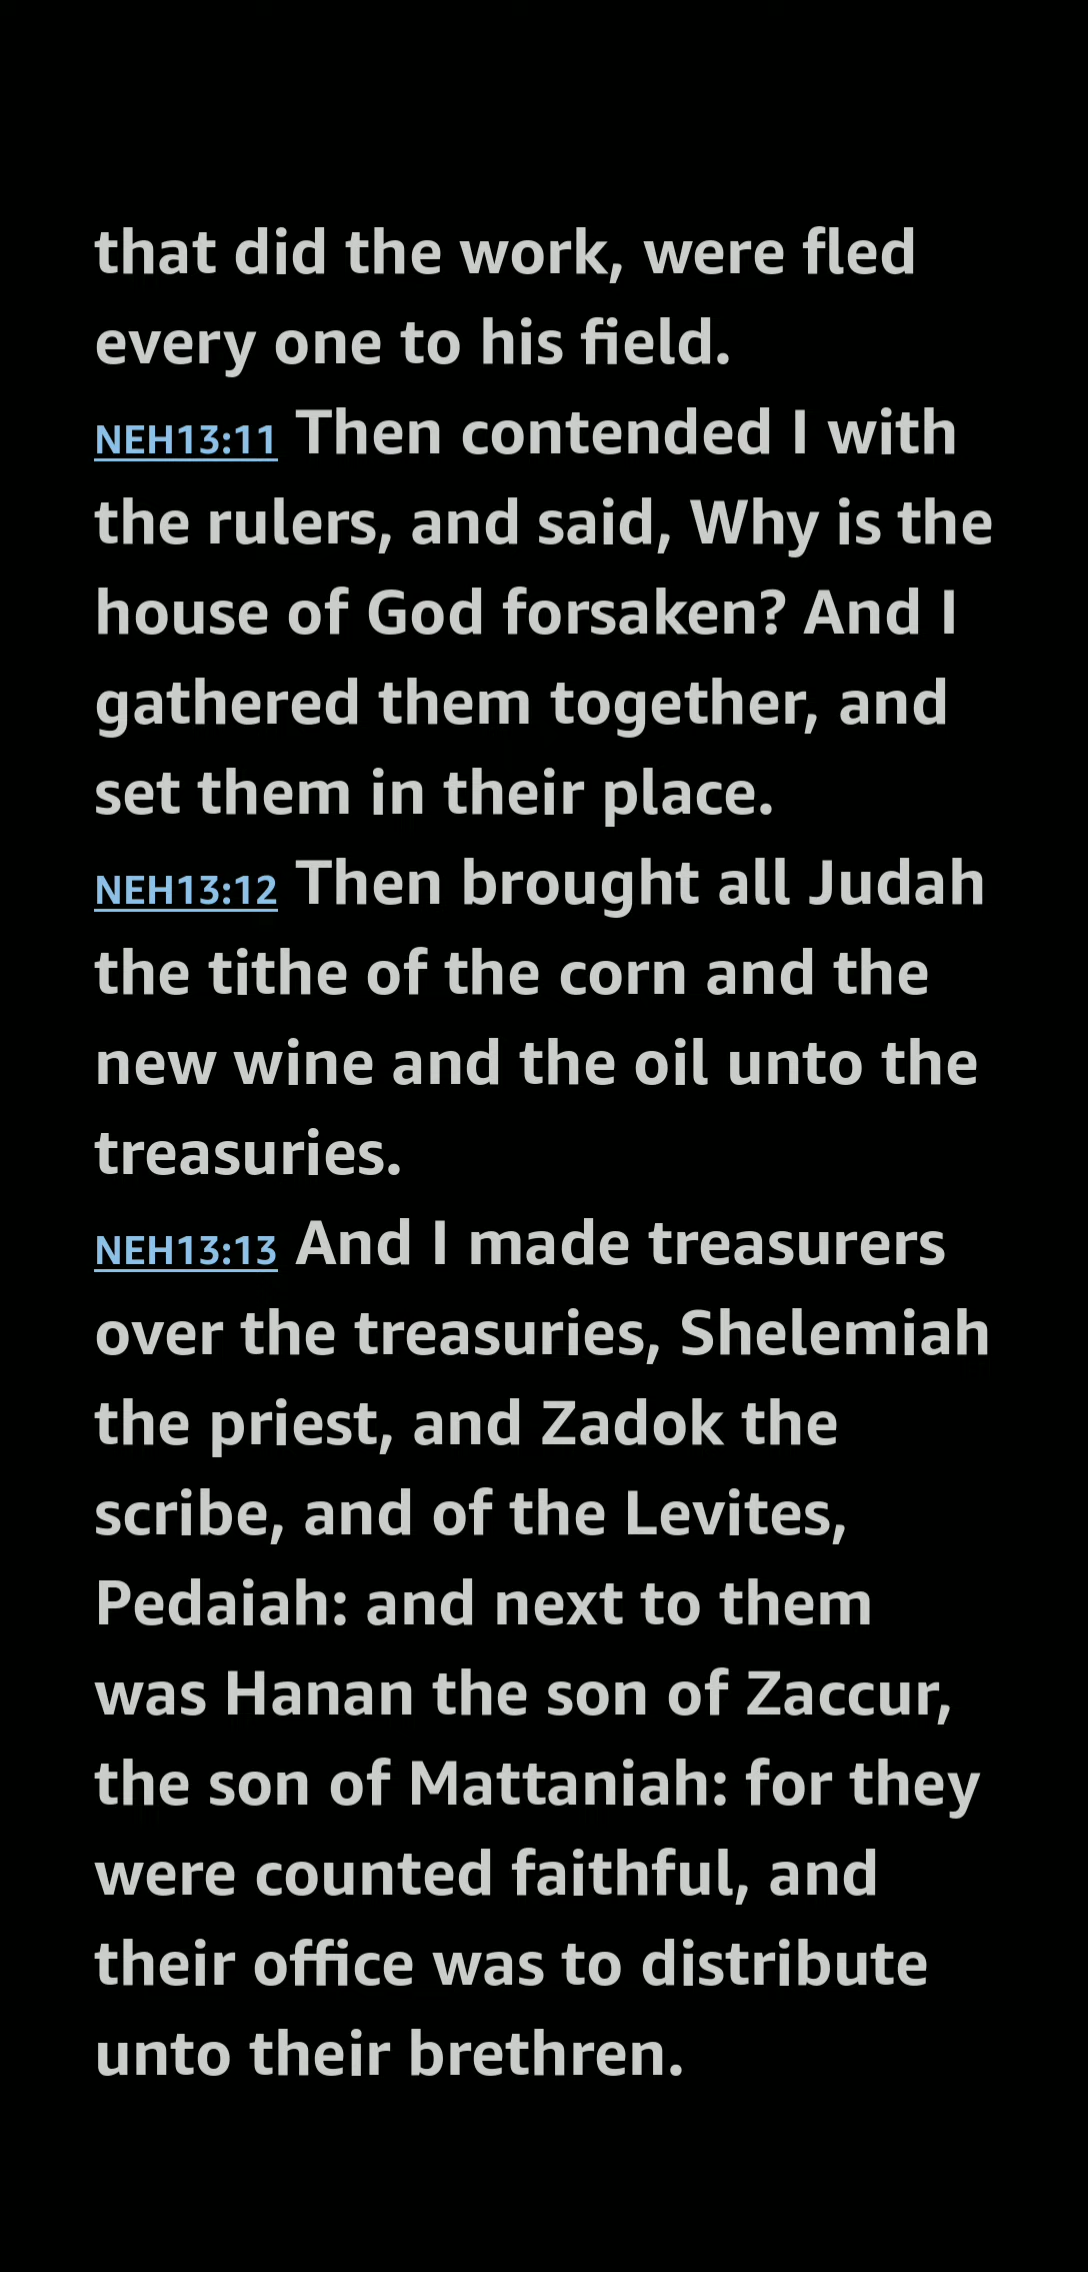 that did the work, were fled
every one to his field.
NEH13:11 Then contended I with
the rulers, and said, Why is the
house of God forsaken? And I
gathered them together, and
set them in their place.
NEH13:12 Then brought all Judah
the tithe of the corn and the
new wine and the oil unto the
treasuries.
NEH13:13 And I made treasurers
over the treasuries, Shelemiah
the priest, and Zadok the
scribe, and of the Levites,
Pedaiah: and next to them
was Hanan the son of Zaccur,
the son of Mattaniah: for they
were counted faithful, and
their office was to distribute
unto their brethren.